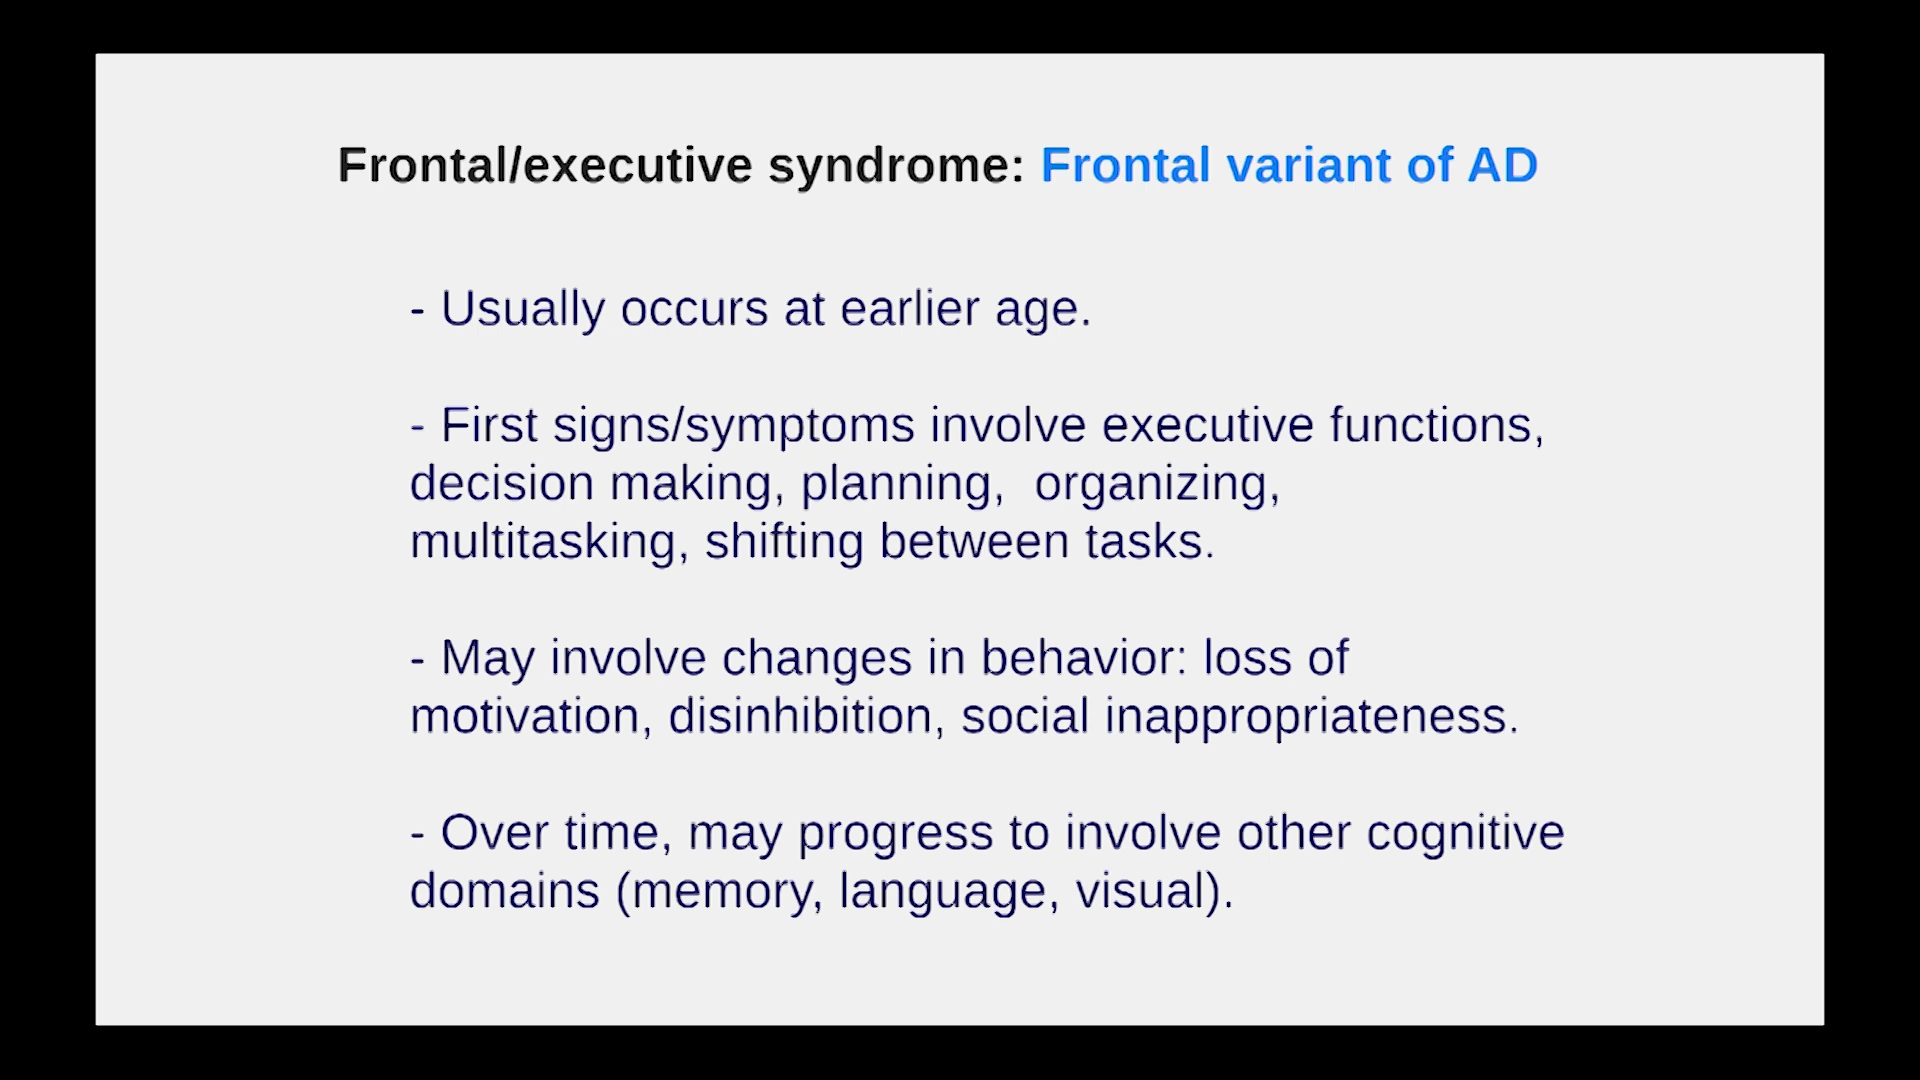 Frontal/executive syndrome: Frontal variant of AD
- Usually occurs at earlier age.
- First signs/symptoms involve executive functions,
decision making, planning,  organizing,
multitasking, shifting between tasks.
- May involve changes in behavior: loss of
motivation, disinhibition, social inappropriateness.
- Over time, may progress to involve other cognitive
domains (memory, language, visual).